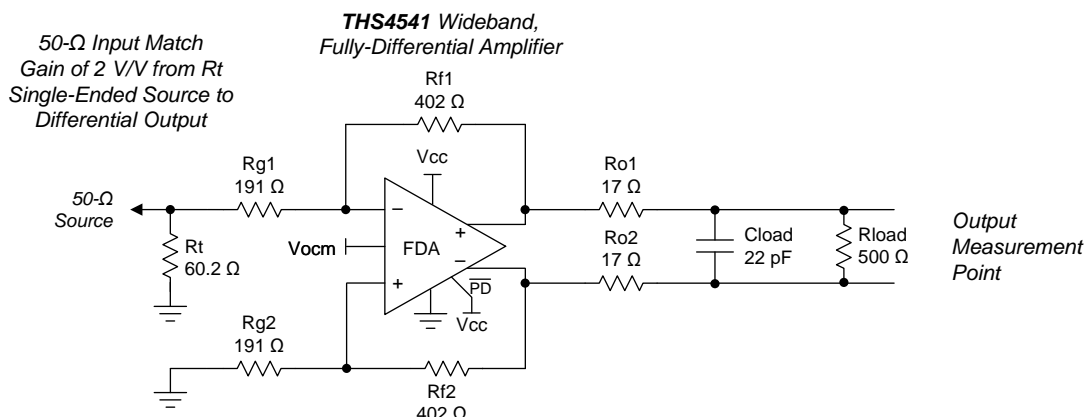 THS4541 Wideband,
Fully-Differential Amplifier
50-Ω Input Match
Gain of 2 V/V from Rt
Single-Ended Source to
Differential Output
Rf1
402 Ω
Vcc
Rg1
191 Ω
Ro1
17 Ω
50-Ω
Source
−
+
Rt
60.2 Ω
Vocm
FDA
−
+
Ro2
17 Ω
Cload
22 pF
Rload
500 Ω
Output
Measurement
Point
PD
Vcc
Rg2
191 Ω
Rf2
402 Ω